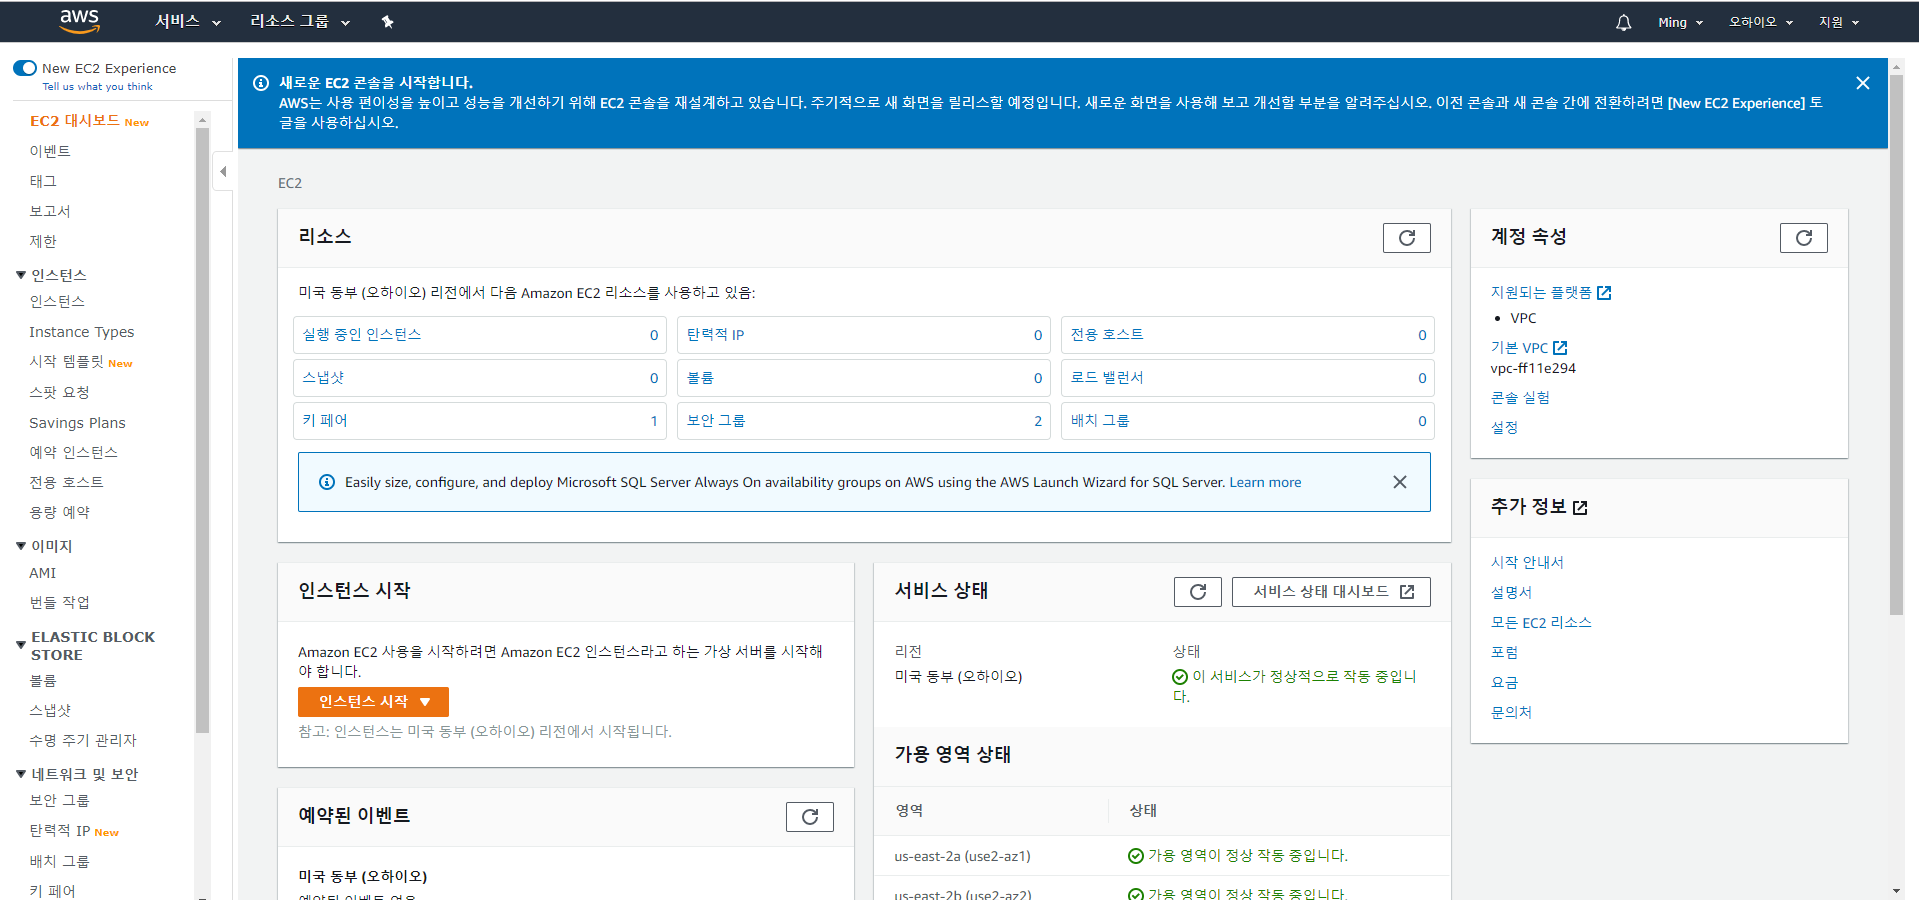 aws
서비스
리소스 그룹
Ming
오하이오
지원
New EC2 Experience
Tell us what you think
EC2 대시보드 New
이벤트
태그
보고서
제한
인스턴스
인스턴스
Instance Types
시작 템플릿 New
스팟 요청
Savings Plans
예약 인스턴스
전용 호스트
용량 예약
이미지
AMI
번들 작업
ELASTIC BLOCK
STORE
볼륨
스냅샷
수명 주기 관리자
네트워크 및 보안
보안 그룹
탄력적 IP New
배치 그룹
키 페어
새로운 EC2 콘솔을 시작합니다.
AWS는 사용 편이성을 높이고 성능을 개선하기 위해 EC2 콘솔을 재설계하고 있습니다. 주기적으로 새 화면을 릴리스할 예정입니다. 새로운 화면을 사용해 보고 개선할 부분을 알려주십시오. 이전 콘솔과 새 콘솔 간에 전환하려면 [New EC2 Experience] 토
글을 사용하십시오.
EC2
리소스
미국 동부 (오하이오) 리전에서 다음 Amazon EC2 리소스를 사용하고 있음:
실행 중인 인스턴스 0
탄력적 IP 0
전용 호스트 0
스냅샷 0
볼륨 0
로드 밸런서 0
키 페어 1
보안 그룹 2
배치 그룹 0
Easily size, configure, and deploy Microsoft SQL Server Always On availability groups on AWS using the AWS Launch Wizard for SQL Server. Learn more
인스턴스 시작
Amazon EC2 사용을 시작하려면 Amazon EC2 인스턴스라고 하는 가상 서버를 시작해
야 합니다.
인스턴스 시작
참고: 인스턴스는 미국 동부 (오하이오) 리전에서 시작됩니다.
예약된 이벤트
미국 동부 (오하이오)
예약된 이벤트 없음
서비스 상태
서비스 상태 대시보드
리전
미국 동부 (오하이오)
상태
이 서비스가 정상적으로 작동 중입니
다.
가용 영역 상태
영역
상태
us-east-2a (use2-az1)
가용 영역이 정상 작동 중입니다.
us-east-2b (use2-az2)
가용 영역이 정상 작동 중입니다.
계정 속성
지원되는 플랫폼
VPC
기본 VPC
vpc-ff11e294
콘솔 실험
설정
추가 정보
시작 안내서
설명서
모든 EC2 리소스
포럼
요금
문의처